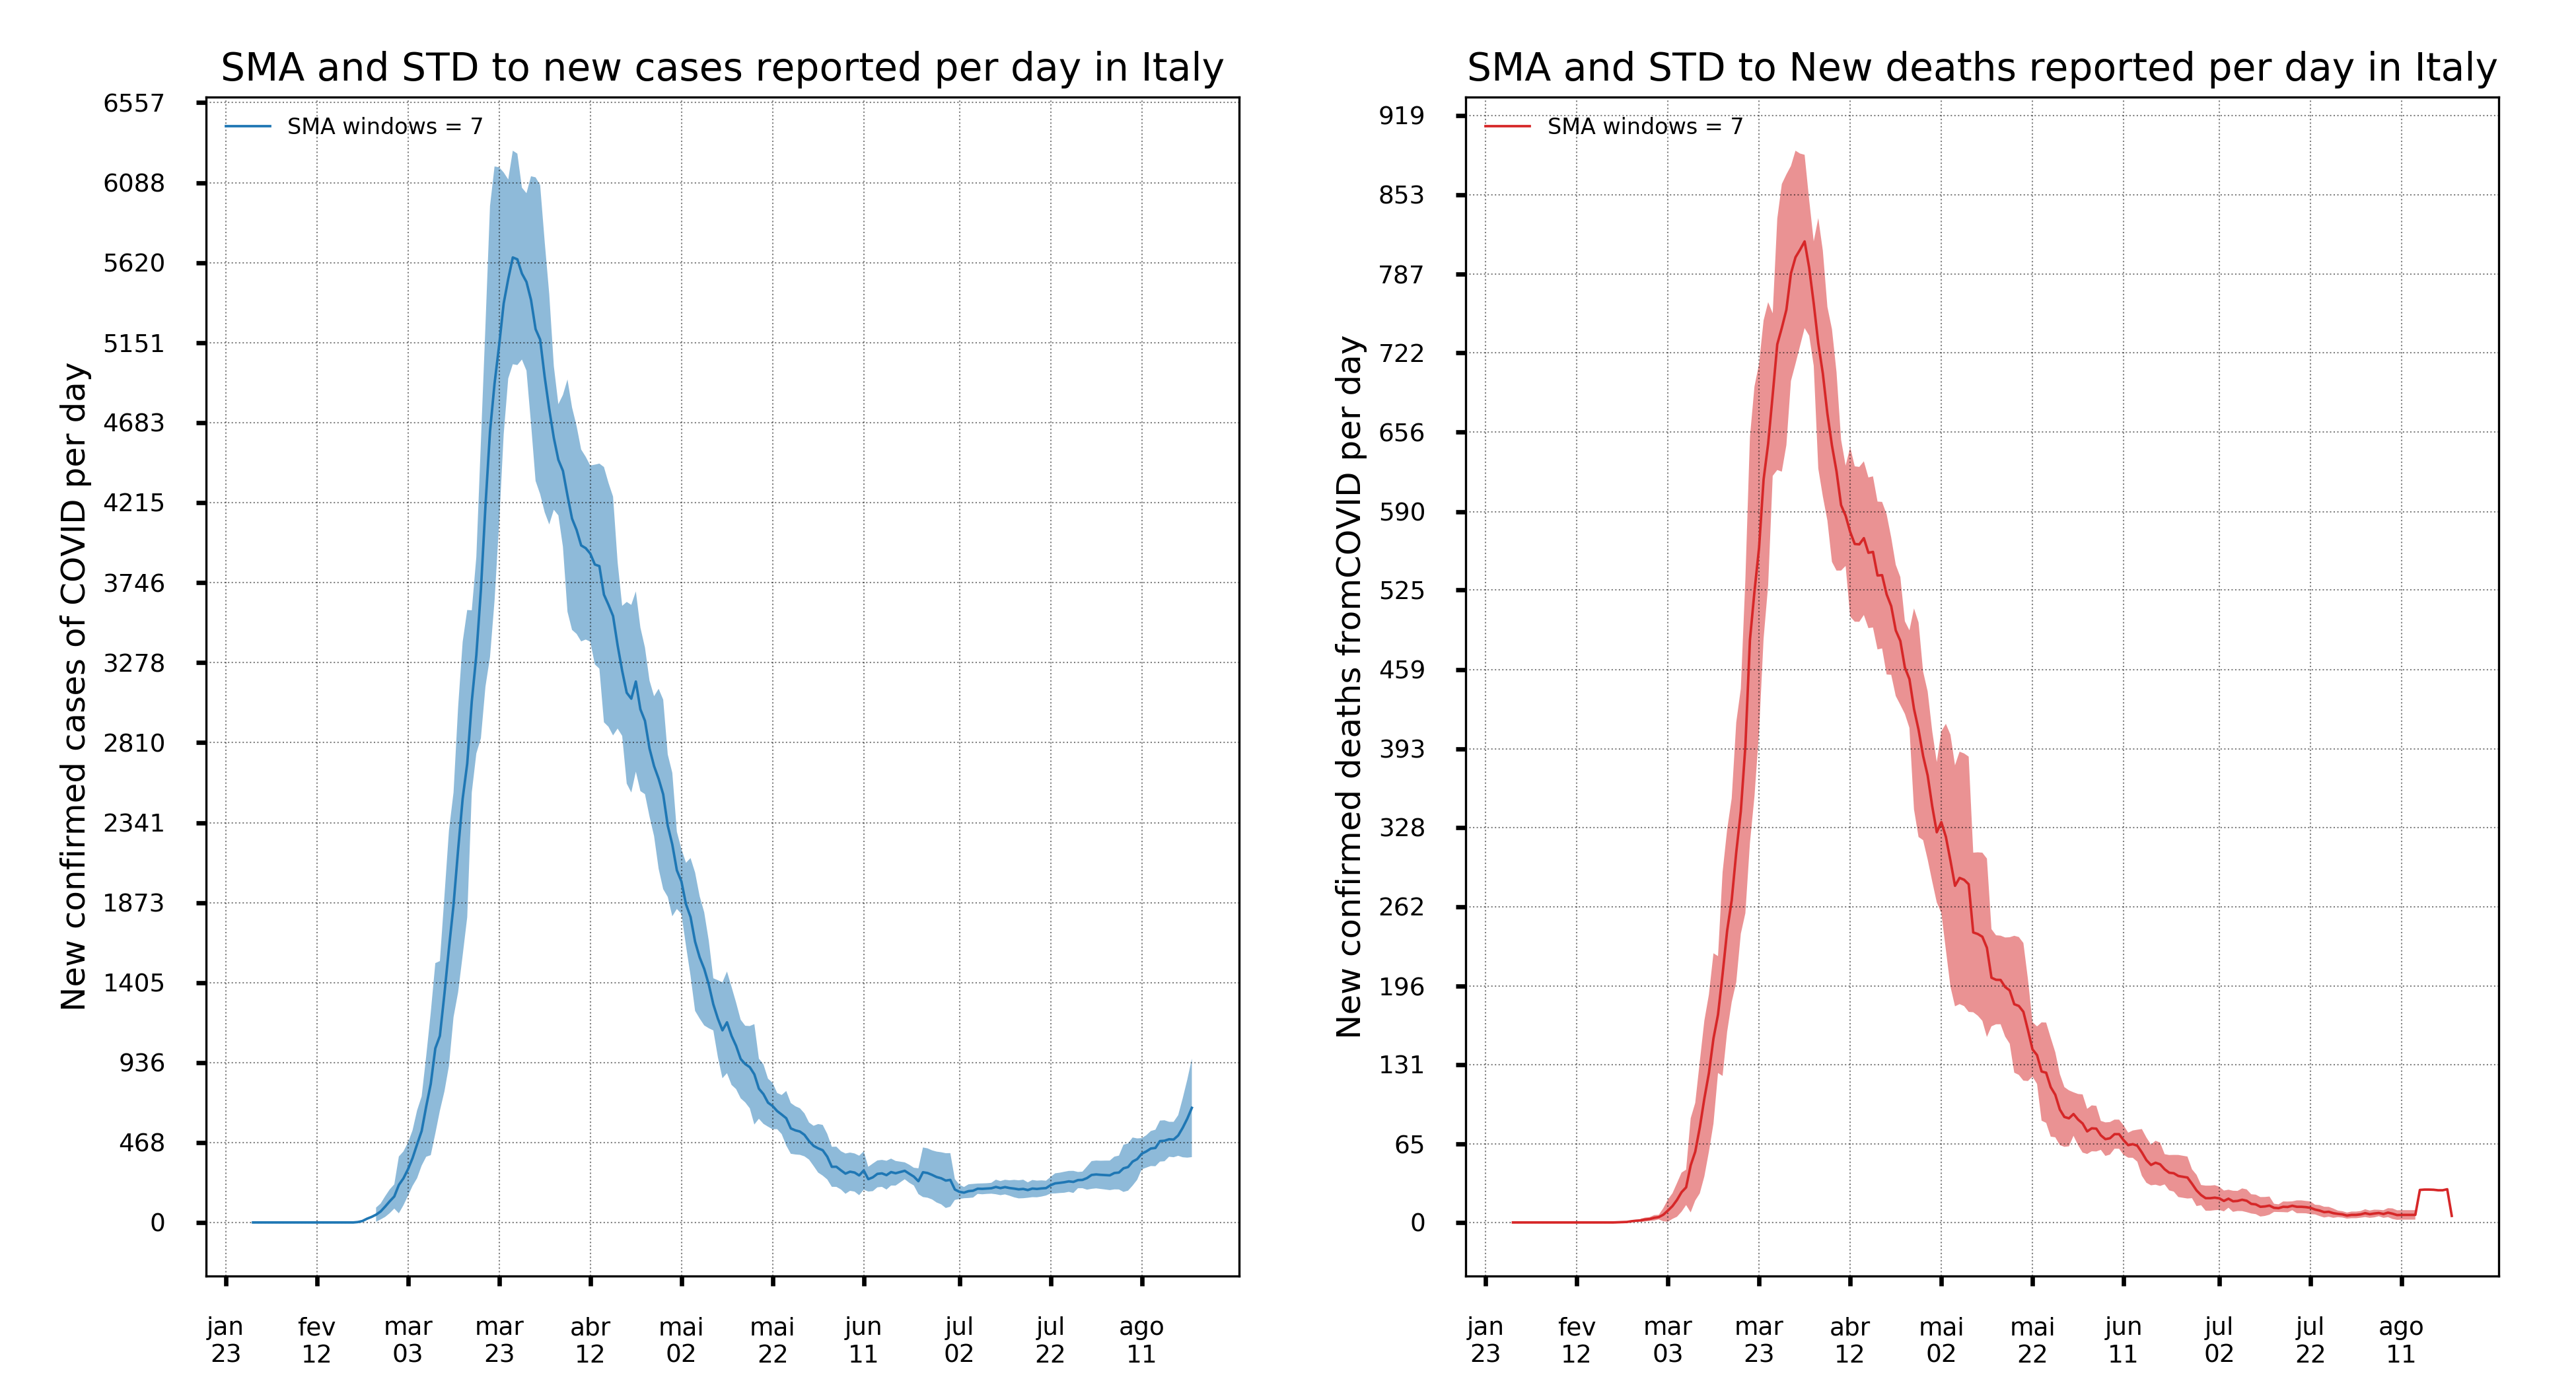 SMA and STD to new cases reported per day in Italy
New confirmed cases of COVID per day
6557
6088
5620
5151
4683
4215
3746
3278
2810
2341
1873
1405
936
468
0
SMA windows = 7
jan 23
fev 12
mar 03
mar 23
abr 12
mai 02
mai 22
jun 11
jul 02
jul 22
ago 11
SMA and STD to New deaths reported per day in Italy
New confirmed deaths fromCOVID per day
919
853
787
722
656
590
525
459
393
328
262
196
131
65
0
SMA windows = 7
jan 23
fev 12
mar 03
mar 23
abr 12
mai 02
mai 22
jun 11
jul 02
jul 22
ago 11